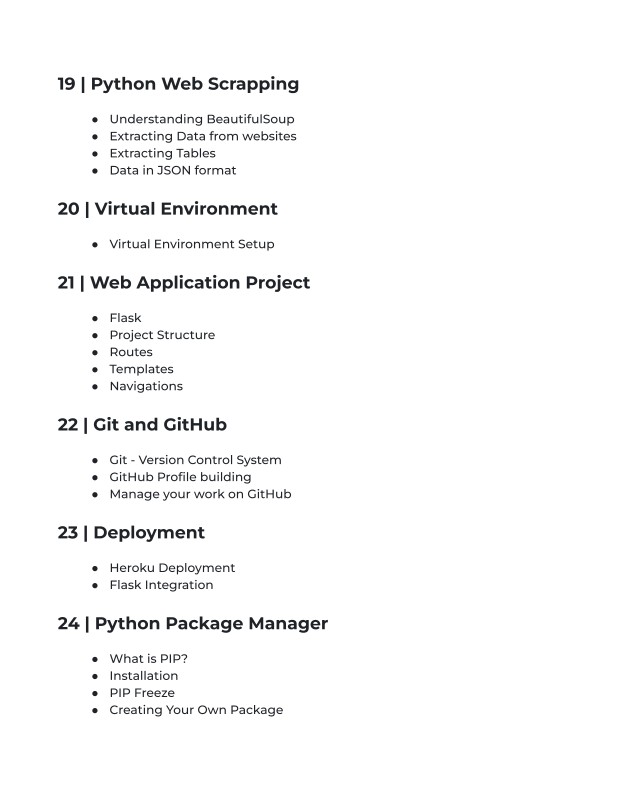 19 | Python Web Scrapping
● Understanding BeautifulSoup
● Extracting Data from websites
● Extracting Tables
● Data in JSON format
20 | Virtual Environment
● Virtual Environment Setup
21 | Web Application Project
● Flask
● Project Structure
● Routes
● Templates
● Navigations
22 | Git and GitHub
● Git - Version Control System
● GitHub Profile building
● Manage your work on GitHub
23 | Deployment
● Heroku Deployment
● Flask Integration
24 | Python Package Manager
● What is PIP?
● Installation
● PIP Freeze
● Creating Your Own Package